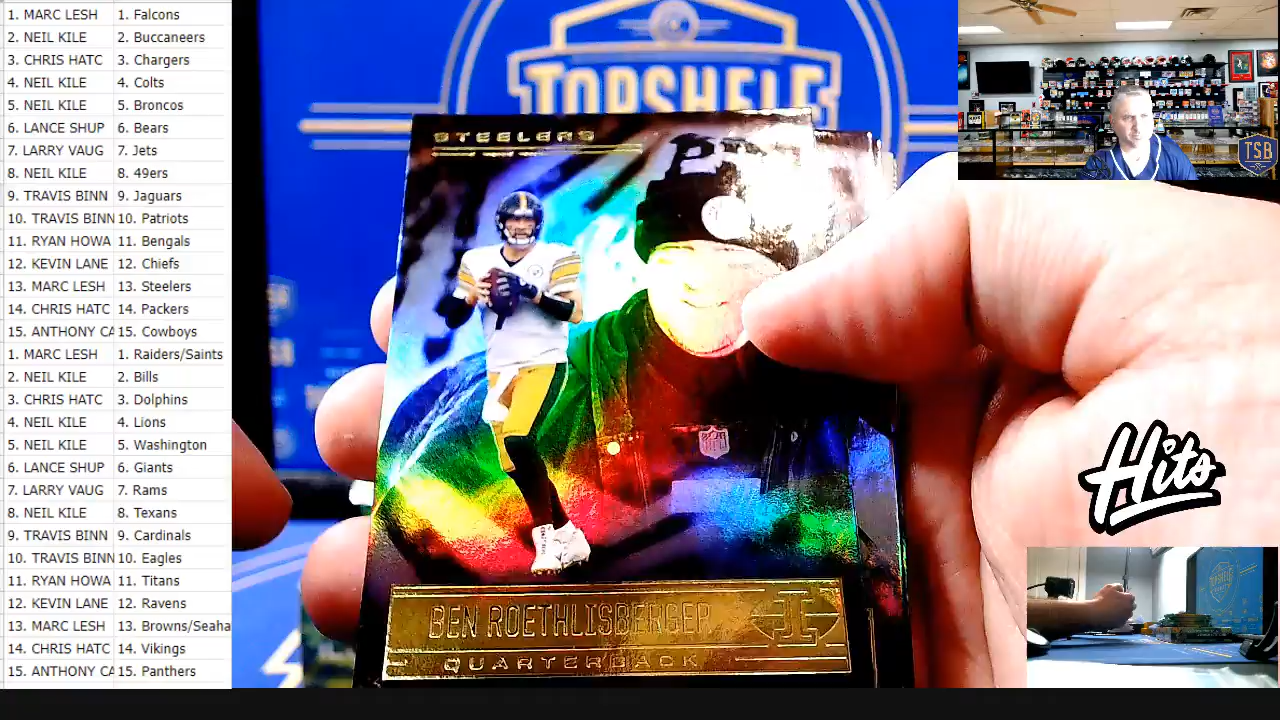 1. MARC LESH 1. Falcons
2. NEIL KILE 2. Buccaneers
3. CHRIS HATC 3. Chargers
4. NEIL KILE 4. Colts
5. NEIL KILE 5. Broncos
6. LANCE SHUP 6. Bears
7. LARRY VAUG 7. Jets
8. NEIL KILE 8. 49ers
9. TRAVIS BINN 9. Jaguars
10. TRAVIS BINN 10. Patriots
11. RYAN HOWA 11. Bengals
12. KEVIN LANE 12. Chiefs
13. MARC LESH 13. Steelers
14. CHRIS HATC 14. Packers
15. ANTHONY CA 15. Cowboys
1. MARC LESH 1. Raiders/Saints
2. NEIL KILE 2. Bills
3. CHRIS HATC 3. Dolphins
4. NEIL KILE 4. Lions
5. NEIL KILE 5. Washington
6. LANCE SHUP 6. Giants
7. LARRY VAUG 7. Rams
8. NEIL KILE 8. Texans
9. TRAVIS BINN 9. Cardinals
10. TRAVIS BINN 10. Eagles
11. RYAN HOWA 11. Titans
12. KEVIN LANE 12. Ravens
13. MARC LESH 13. Browns/Seaha
14. CHRIS HATC 14. Vikings
15. ANTHONY CA 15. Panthers
TOPSHELF
STEELERS
BEN ROETHLISBERGER
QUARTERBACK
TSB
Hits